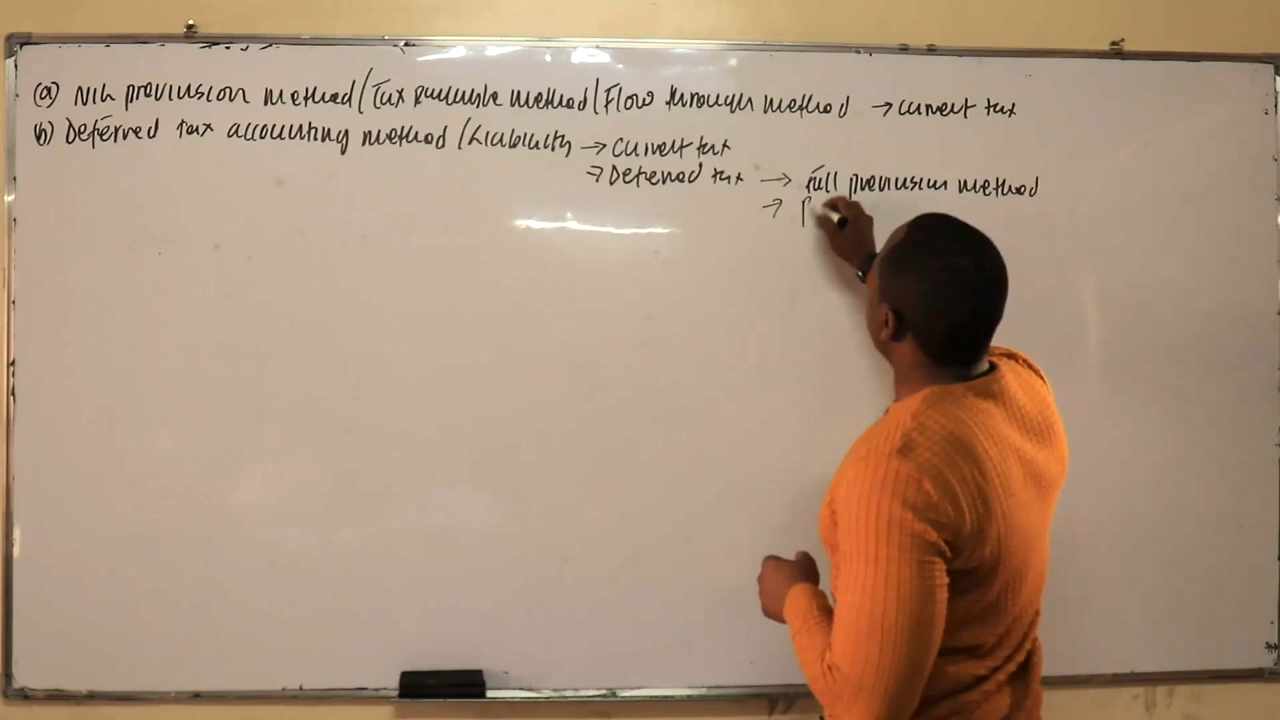 (a) Nil provision method/Tax payable method/Flow through method → current tax
(b) Deferred tax accounting method/Liability → current tax
→ Deferred tax → full provision method
→ P